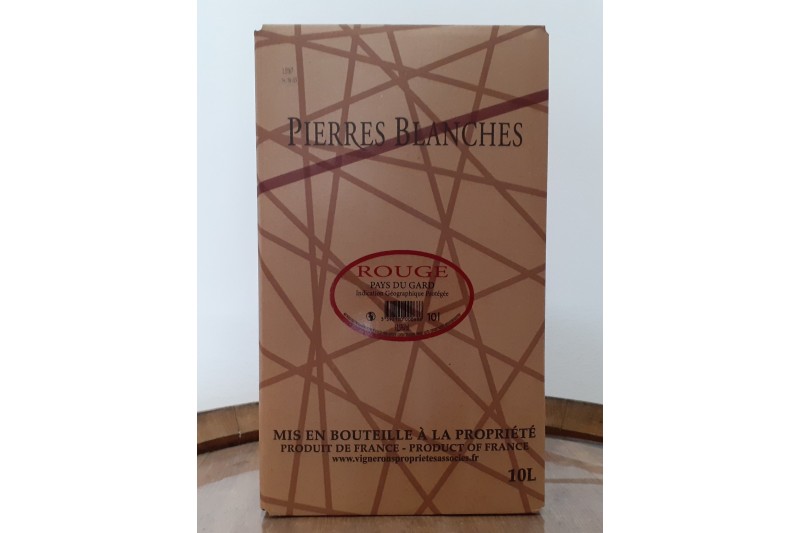 PIERRES BLANCHES
ROUGE
PAYS DU GARD
Indication Géographique Protégée
10l
MIS EN BOUTEILLE À LA PROPRIÉTÉ
PRODUIT DE FRANCE - PRODUCT OF FRANCE
www.vigneronsproprietesassocies.fr
10L